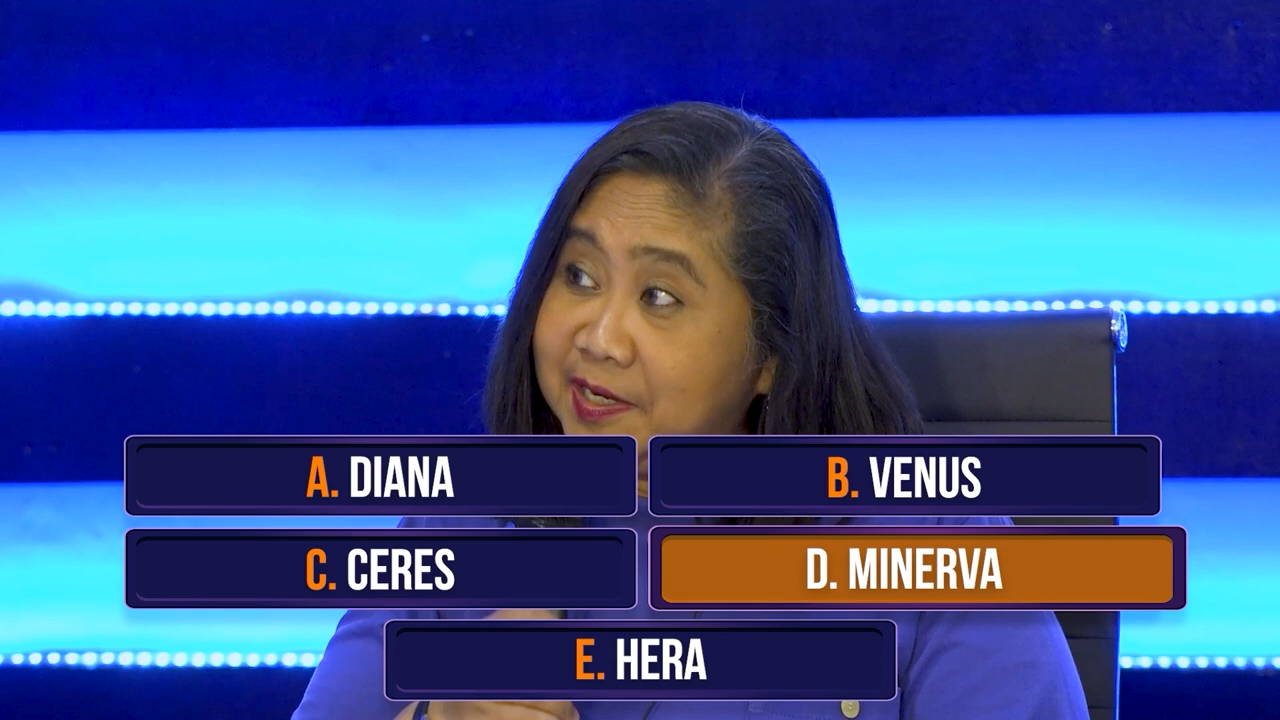 A. DIANA
B. VENUS
C. CERES
D. MINERVA
E. HERA